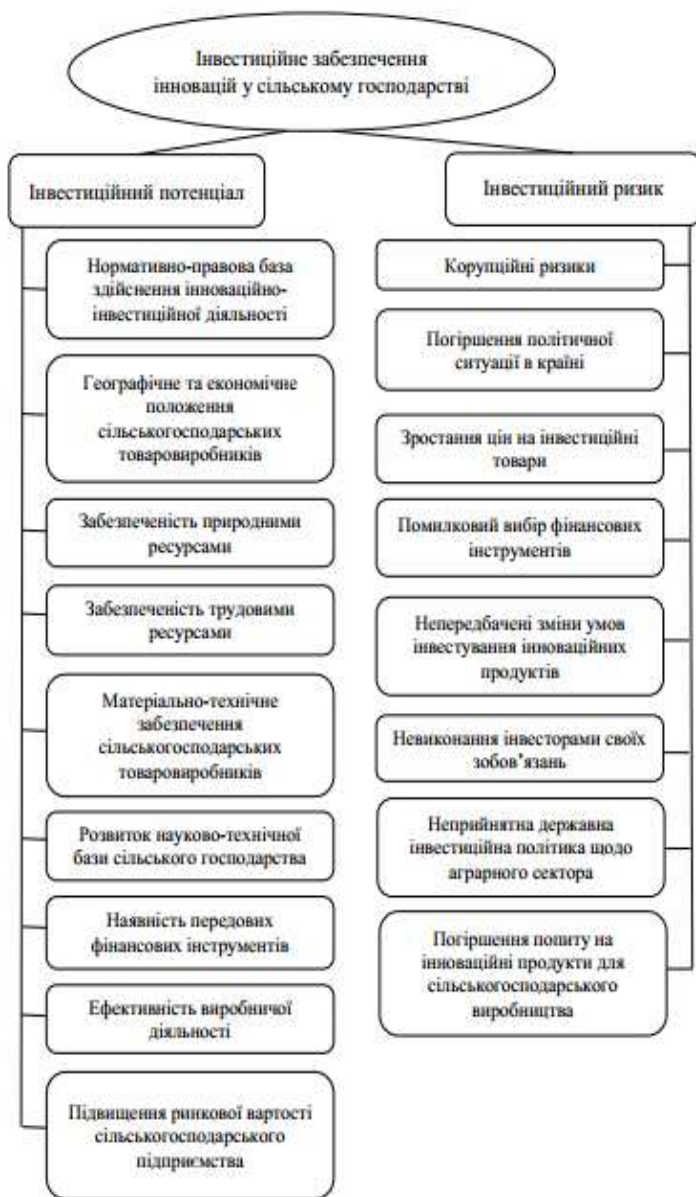 Інвестиційне забезпечення
інновацій у сільському господарстві
Інвестиційний потенціал
Нормативно-правова база
здійснення інноваційно-
інвестиційної діяльності
Географічне та економічне
положення
сільськогосподарських
товаровиробників
Забезпеченість природними
ресурсами
Забезпеченість трудовими
ресурсами
Матеріально-технічне
забезпечення
сільськогосподарських
товаровиробників
Розвиток науково-технічної
бази сільського господарства
Наявність передових
фінансових інструментів
Ефективність виробничої
діяльності
Підвищення ринкової вартості
сільськогосподарського
підприємства
Інвестиційний ризик
Корупційні ризики
Погіршення політичної
ситуації в країні
Зростання цін на інвестиційні
товари
Помилковий вибір фінансових
інструментів
Непередбачені зміни умов
інвестування інноваційних
продуктів
Невиконання інвесторами своїх
зобов’язань
Неприйнятна державна
інвестиційна політика щодо
аграрного сектора
Погіршення попиту на
інноваційні продукти для
сільськогосподарського
виробництва